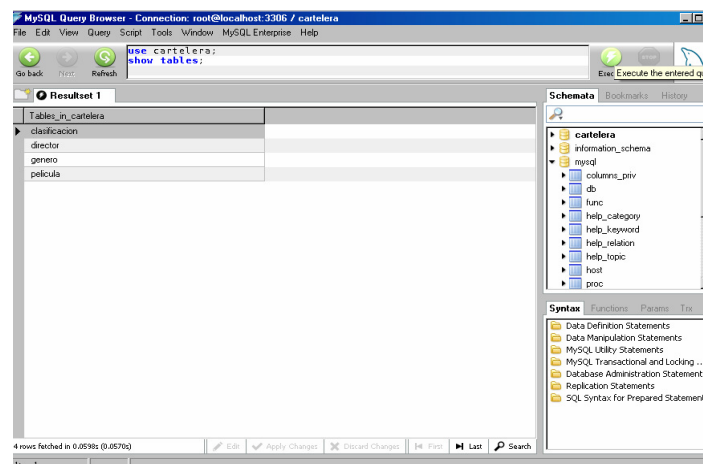 MySQL Query Browser - Connection: root@localhost:3306 / cartelera
File Edit View Query Script Tools Window MySQL Enterprise Help
use cartelera;
show tables;
Go back Next Refresh
Execute the entered
Resultset 1
Tables_in_cartelera
clasificacion
director
genero
pelicula
4 rows fetched in 0.0598s (0.0570s)
Edit Apply Changes Discard Changes First Last Search
Schemata Bookmarks History
cartelera
information_schema
mysql
columns_priv
db
func
help_category
help_keyword
help_relation
help_topic
host
proc
Syntax Functions Params Trx
Data Definition Statements
Data Manipulation Statements
MySQL Utility Statements
MySQL Transactional and Locking ...
Database Administration Statement
Replication Statements
SQL Syntax for Prepared Statement